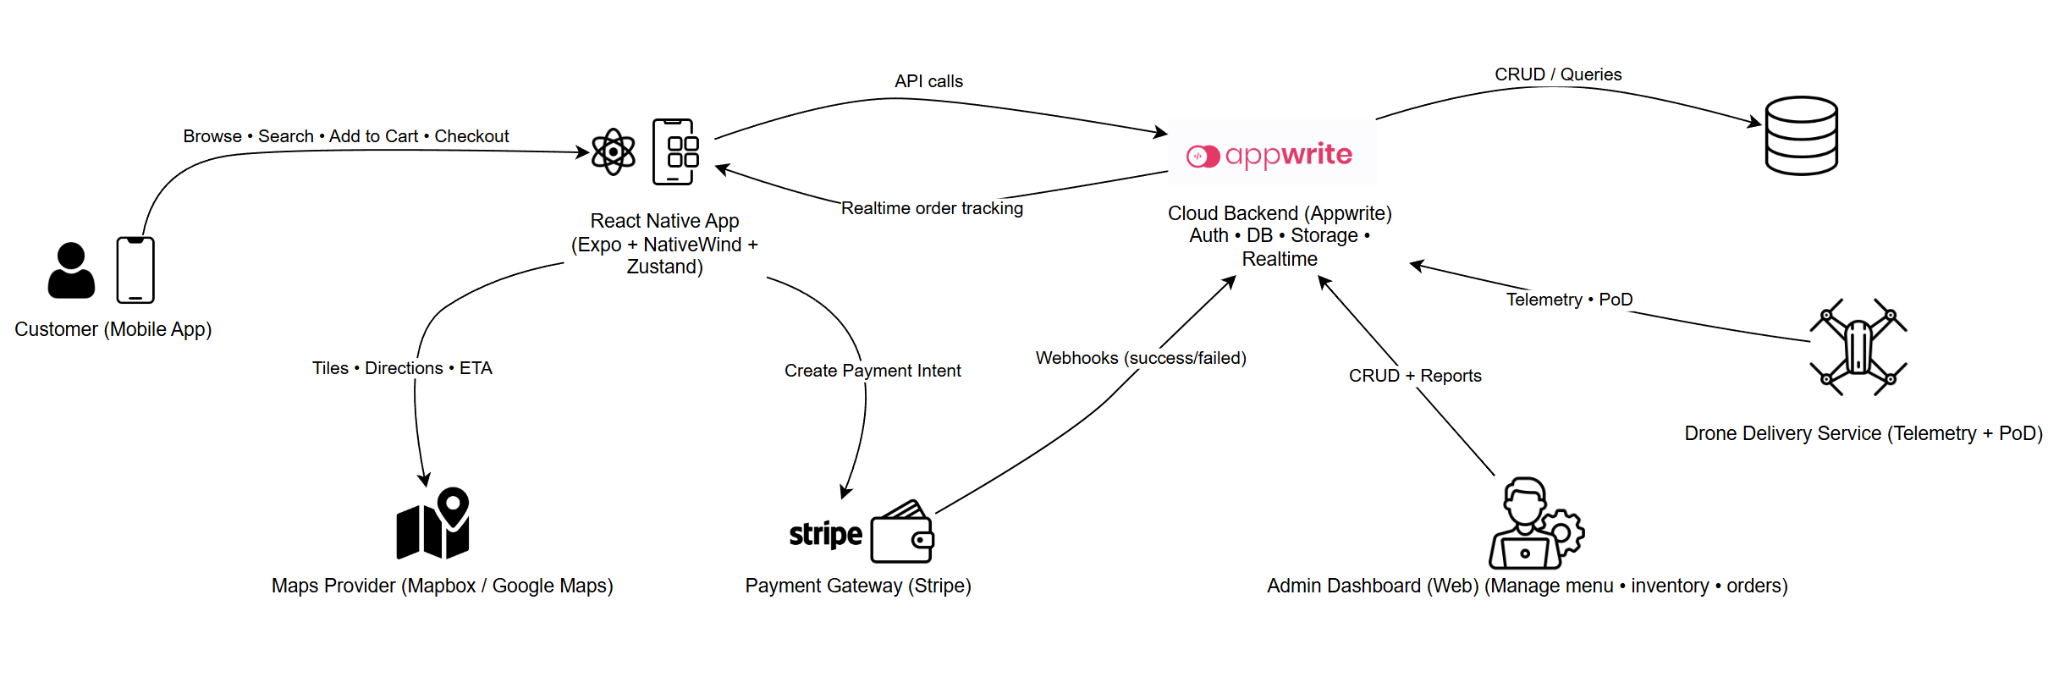 API calls
CRUD / Queries
Browse • Search • Add to Cart • Checkout
appwrite
Realtime order tracking
React Native App
(Expo + NativeWind +
Zustand)
Cloud Backend (Appwrite)
Auth • DB • Storage •
Realtime
Customer (Mobile App)
Telemetry • PoD
Tiles • Directions • ETA
Create Payment Intent
Webhooks (success/failed)
CRUD + Reports
Drone Delivery Service (Telemetry + PoD)
stripe
Maps Provider (Mapbox / Google Maps)
Payment Gateway (Stripe)
Admin Dashboard (Web) (Manage menu • inventory • orders)